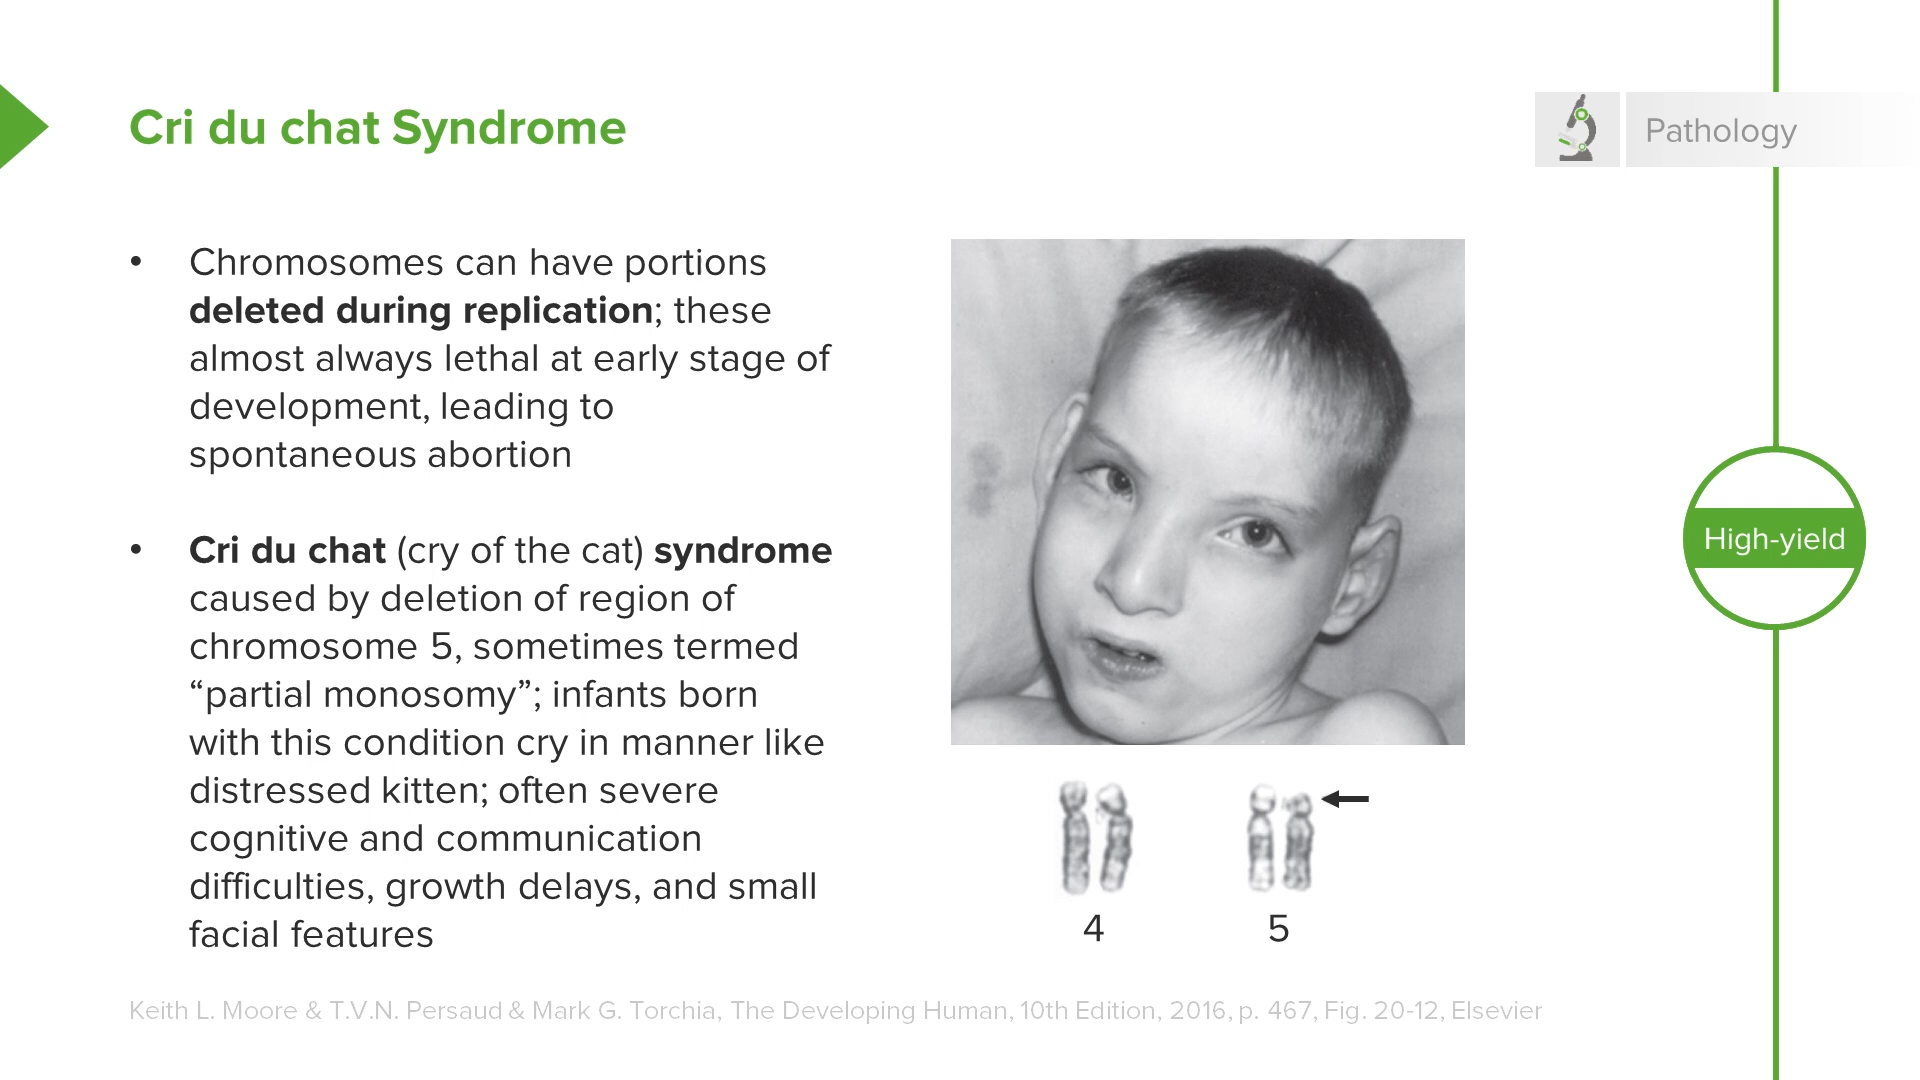 Cri du chat Syndrome
Pathology
• Chromosomes can have portions
deleted during replication; these
almost always lethal at early stage of
development, leading to
spontaneous abortion
• Cri du chat (cry of the cat) syndrome
caused by deletion of region of
chromosome 5, sometimes termed
“partial monosomy”; infants born
with this condition cry in manner like
distressed kitten; often severe
cognitive and communication
difficulties, growth delays, and small
facial features
4 5
High-yield
Keith L. Moore & T.V.N. Persaud & Mark G. Torchia, The Developing Human, 10th Edition, 2016, p. 467, Fig. 20-12, Elsevier